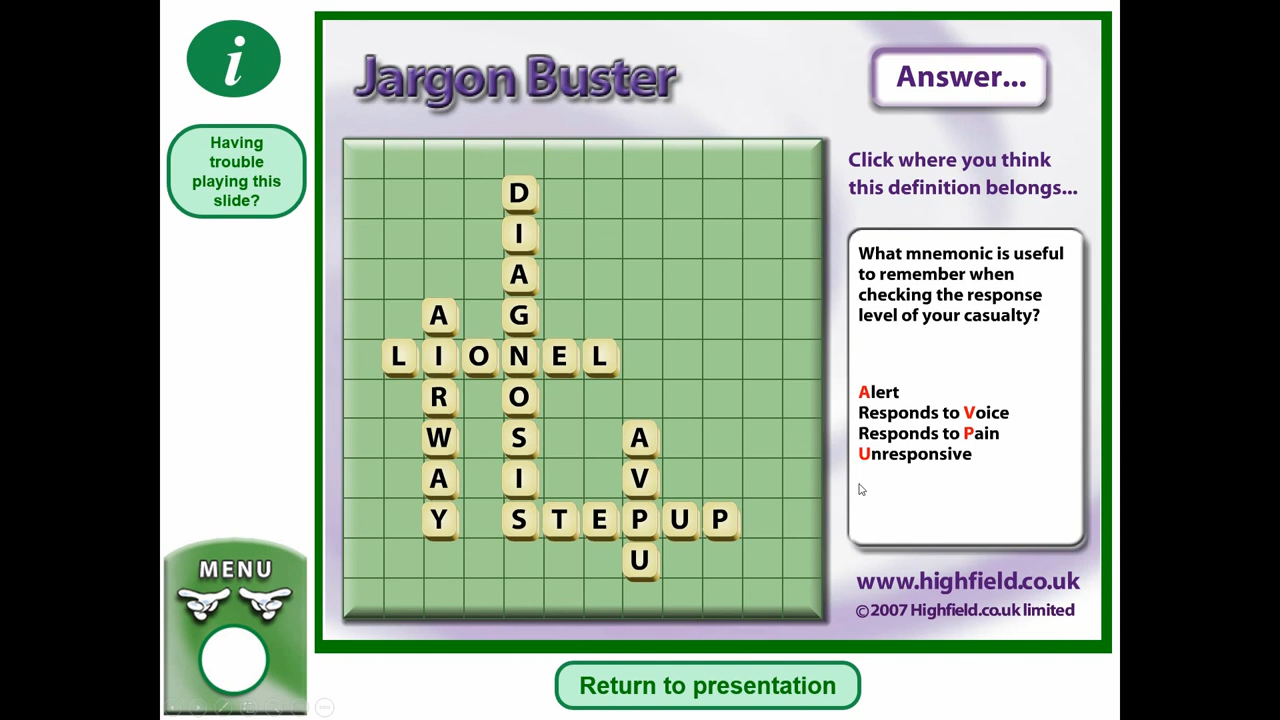 i
Having
trouble
playing this
slide?
MENU
Jargon Buster
D
I
A
A G
L I O N E L
R O
W S A
A I V
Y S T E P U P
U
Answer...
Click where you think
this definition belongs...
What mnemonic is useful
to remember when
checking the response
level of your casualty?
Alert
Responds to Voice
Responds to Pain
Unresponsive
www.highfield.co.uk
©2007 Highfield.co.uk limited
Return to presentation